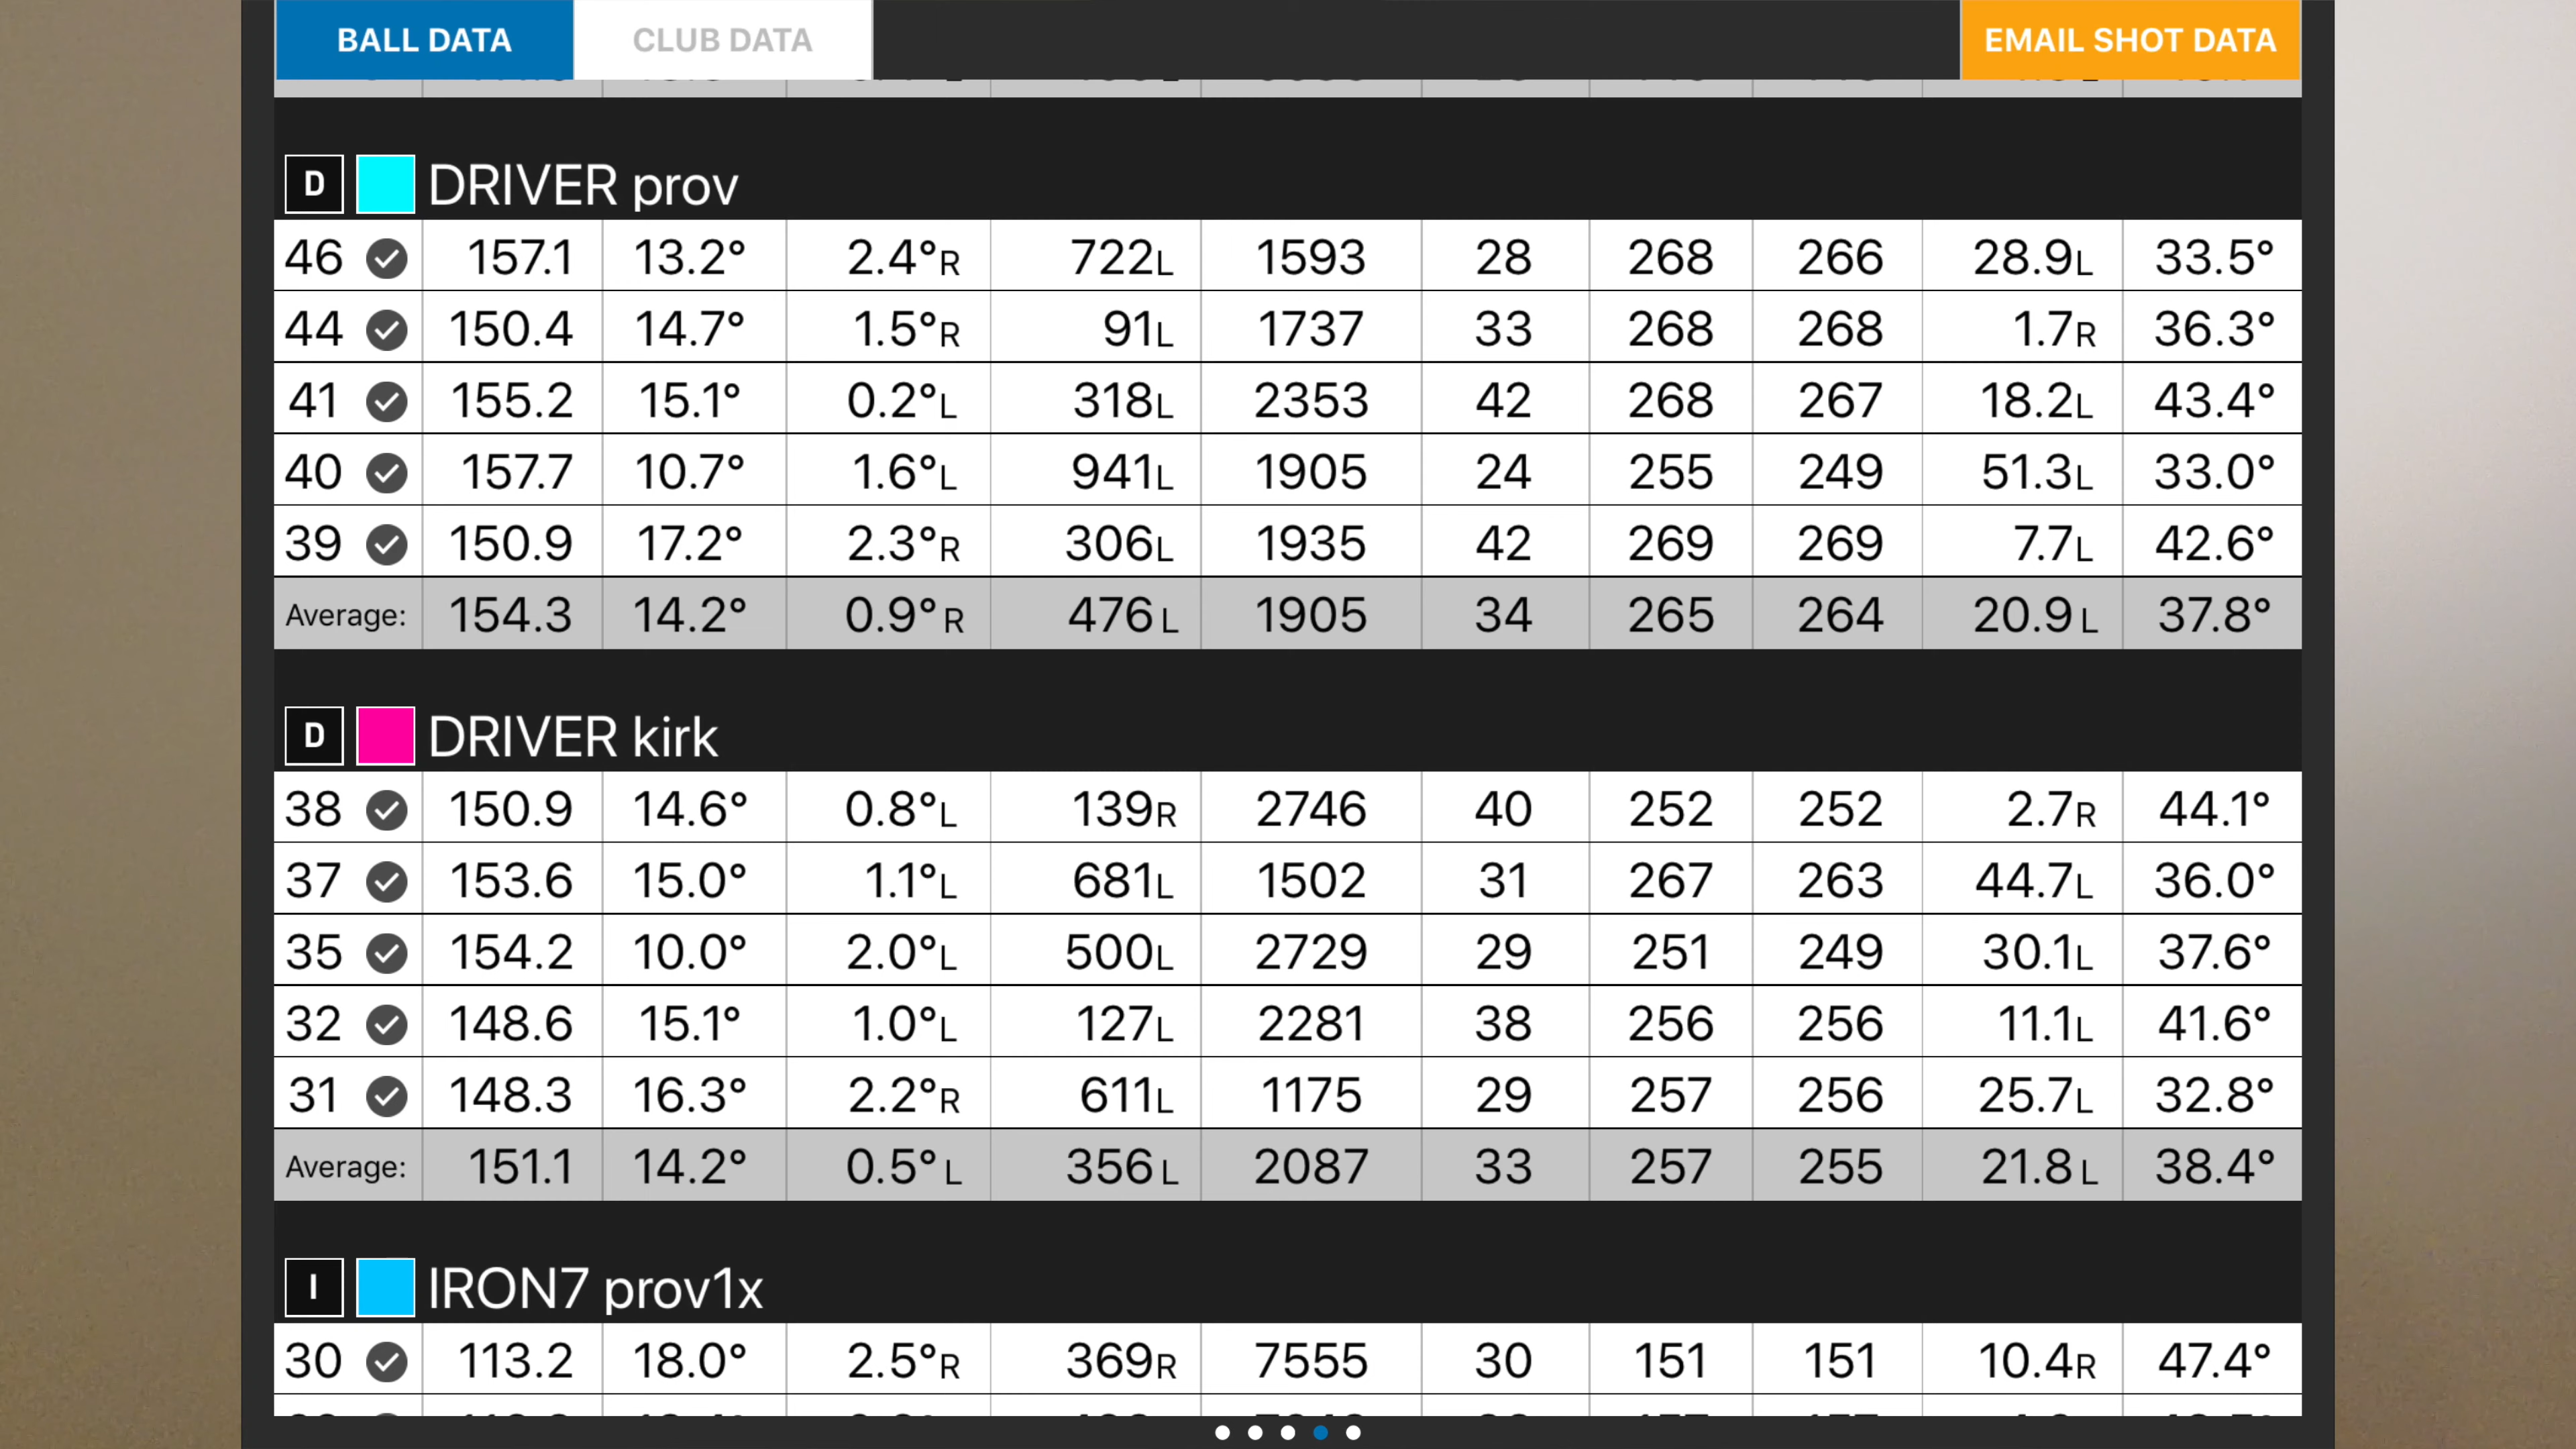 BALL DATA CLUB DATA EMAIL SHOT DATA
D DRIVER prov
46 157.1 13.2° 2.4°R 722L 1593 28 268 266 28.9L 33.5°
44 150.4 14.7° 1.5°R 91L 1737 33 268 268 1.7R 36.3°
41 155.2 15.1° 0.2°L 318L 2353 42 268 267 18.2L 43.4°
40 157.7 10.7° 1.6°L 941L 1905 24 255 249 51.3L 33.0°
39 150.9 17.2° 2.3°R 306L 1935 42 269 269 7.7L 42.6°
Average: 154.3 14.2° 0.9° R 476 L 1905 34 265 264 20.9 L 37.8°
D DRIVER kirk
38 150.9 14.6° 0.8°L 139R 2746 40 252 252 2.7R 44.1°
37 153.6 15.0° 1.1°L 681L 1502 31 267 263 44.7L 36.0°
35 154.2 10.0° 2.0°L 500L 2729 29 251 249 30.1L 37.6°
32 148.6 15.1° 1.0°L 127L 2281 38 256 256 11.1L 41.6°
31 148.3 16.3° 2.2°R 611L 1175 29 257 256 25.7L 32.8°
Average: 151.1 14.2° 0.5° L 356 L 2087 33 257 255 21.8 L 38.4°
I IRON7 prov1x
30 113.2 18.0° 2.5°R 369R 7555 30 151 151 10.4R 47.4°